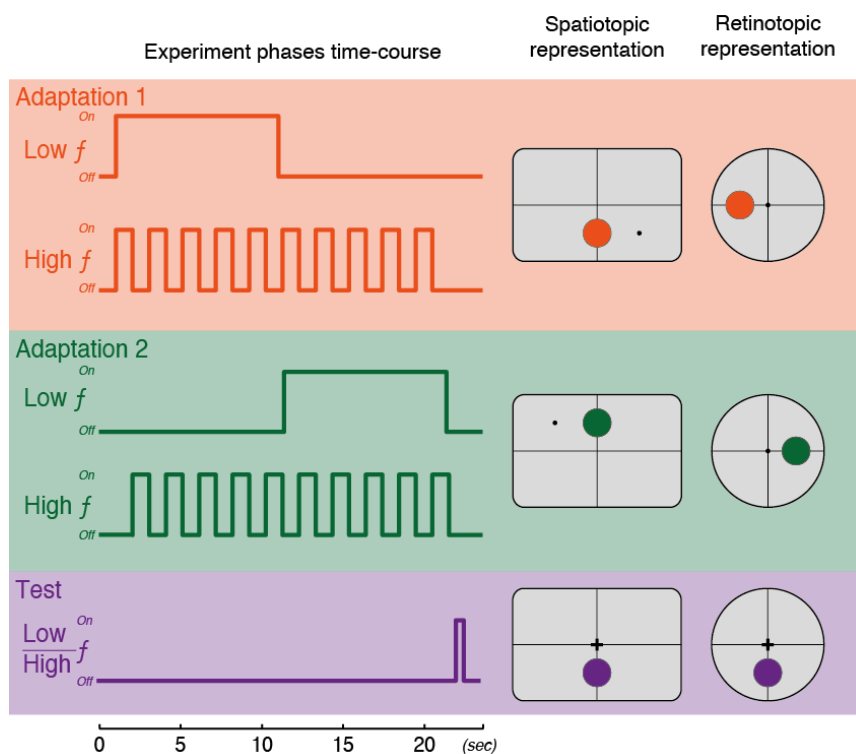 Experiment phases time-course
Spatiotopic
representation
Retinotopic
representation
Adaptation 1
On
Low f
Off
On
High f
Off
Adaptation 2
On
Low f
Off
On
High f
Off
Test
On
Low
High f
Off
0 5 10 15 20 (sec)